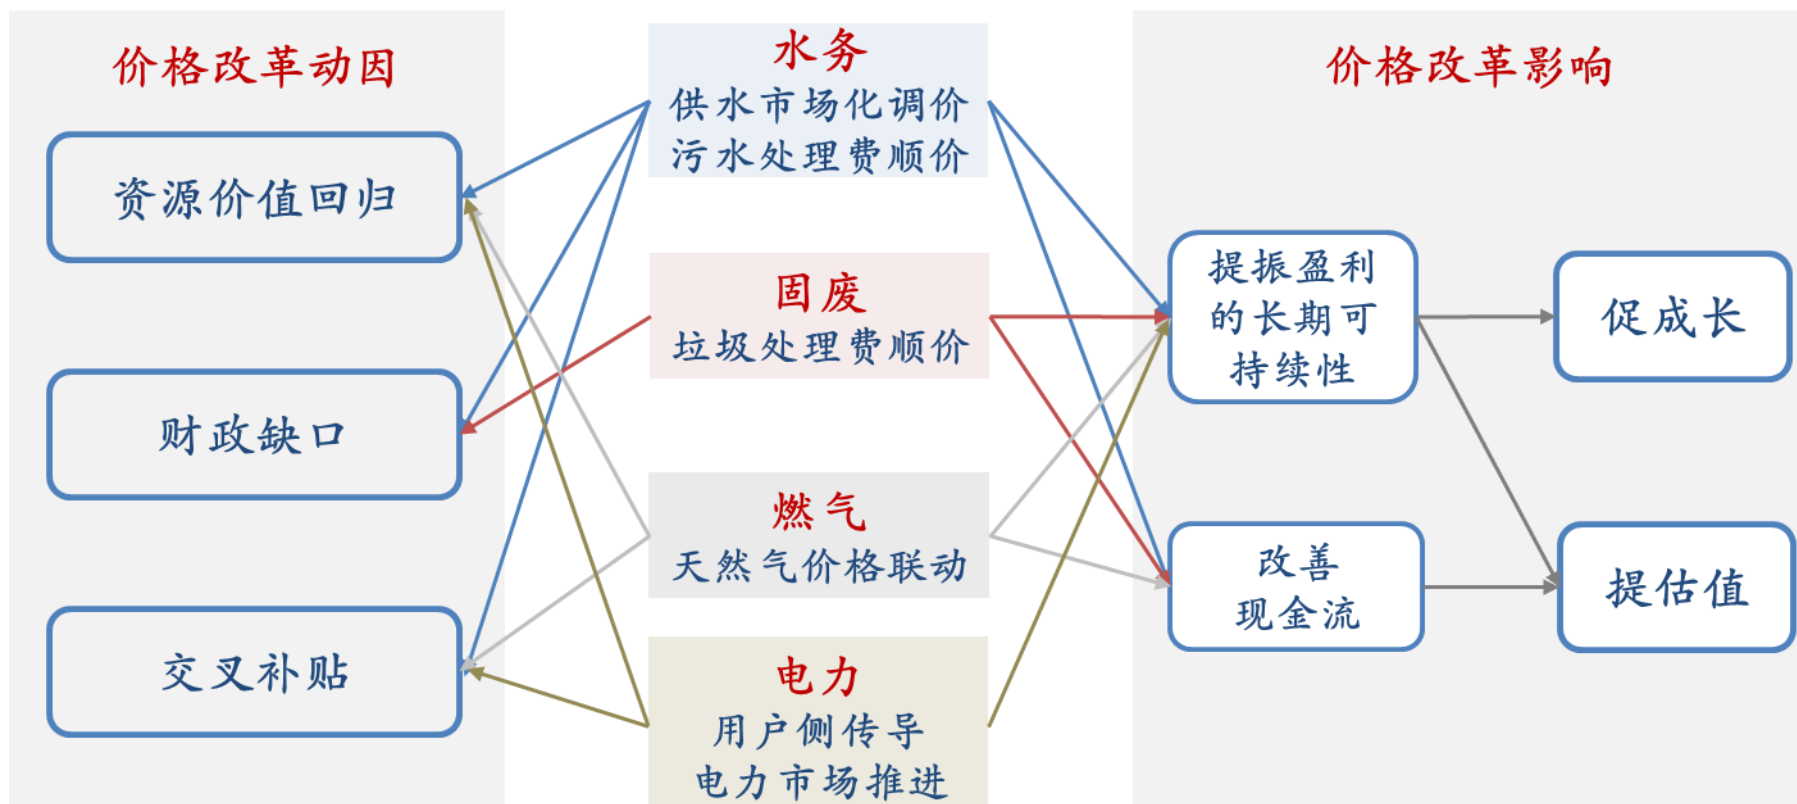 价格改革动因
资源价值回归
财政缺口
交叉补贴
水务
供水市场化调价
污水处理费顺价
固废
垃圾处理费顺价
燃气
天然气价格联动
电力
用户侧传导
电力市场推进
价格改革影响
提振盈利
的长期可
持续性
改善
现金流
促成长
提估值